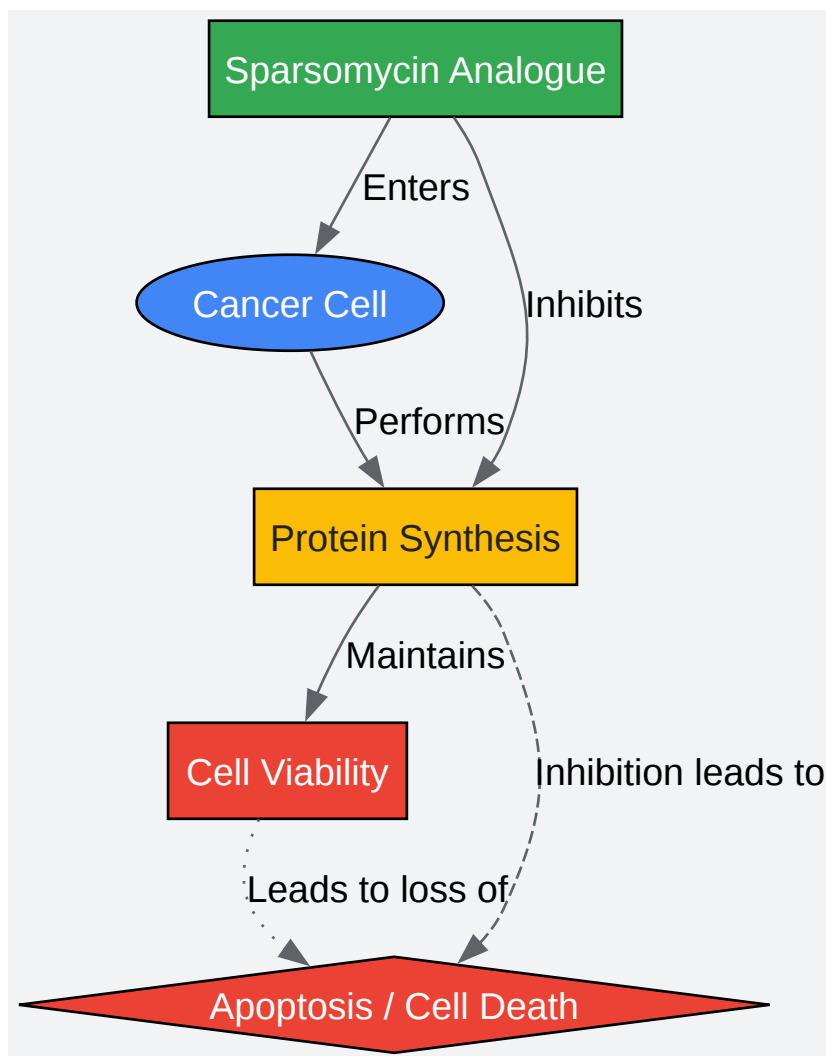 Sparsomycin Analogue
Enters
Cancer Cell
Inhibits
Performs
Protein Synthesis
Maintains
Cell Viability
Inhibition leads to
Leads to loss of
Apoptosis / Cell Death